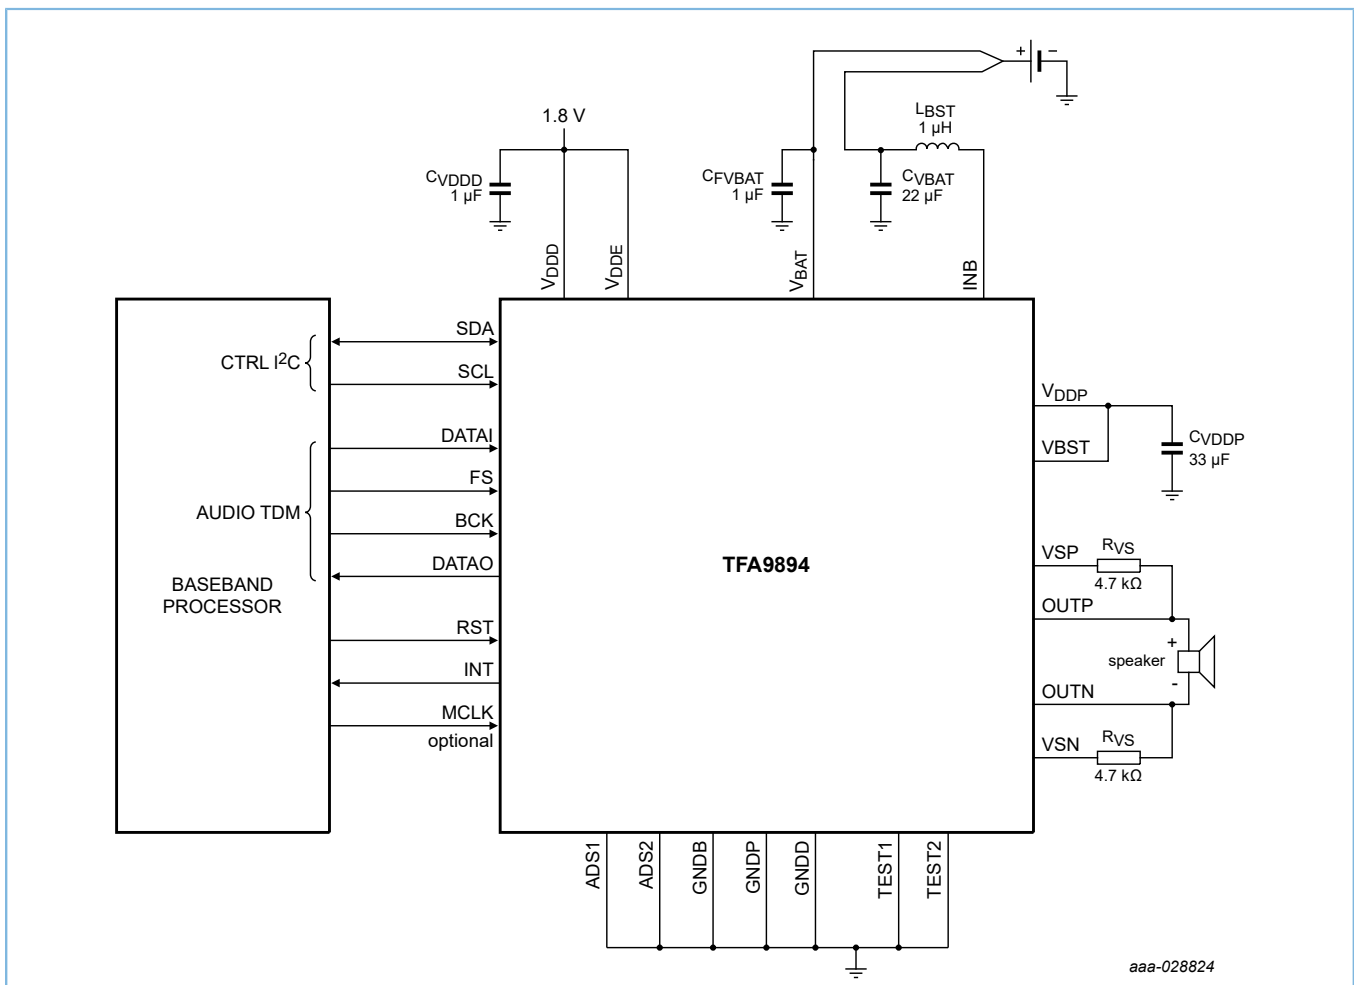 + −
LBST
1 µH
1.8 V
CVDDD
1 µF
CFVBAT
1 µF
CVBAT
22 µF
VDDD
VDDE
VBAT
INB
SDA
CTRL I2C
SCL
DATAI
FS
AUDIO TDM
BCK
DATAO
BASEBAND
PROCESSOR
RST
INT
MCLK
optional
TFA9894
VDDP
VBST
CVDDP
33 µF
VSP
RVS
4.7 kΩ
OUTP
+
speaker
-
OUTN
VSN
RVS
4.7 kΩ
ADS1
ADS2
GNDB
GNDP
GNDD
TEST1
TEST2
aaa-028824